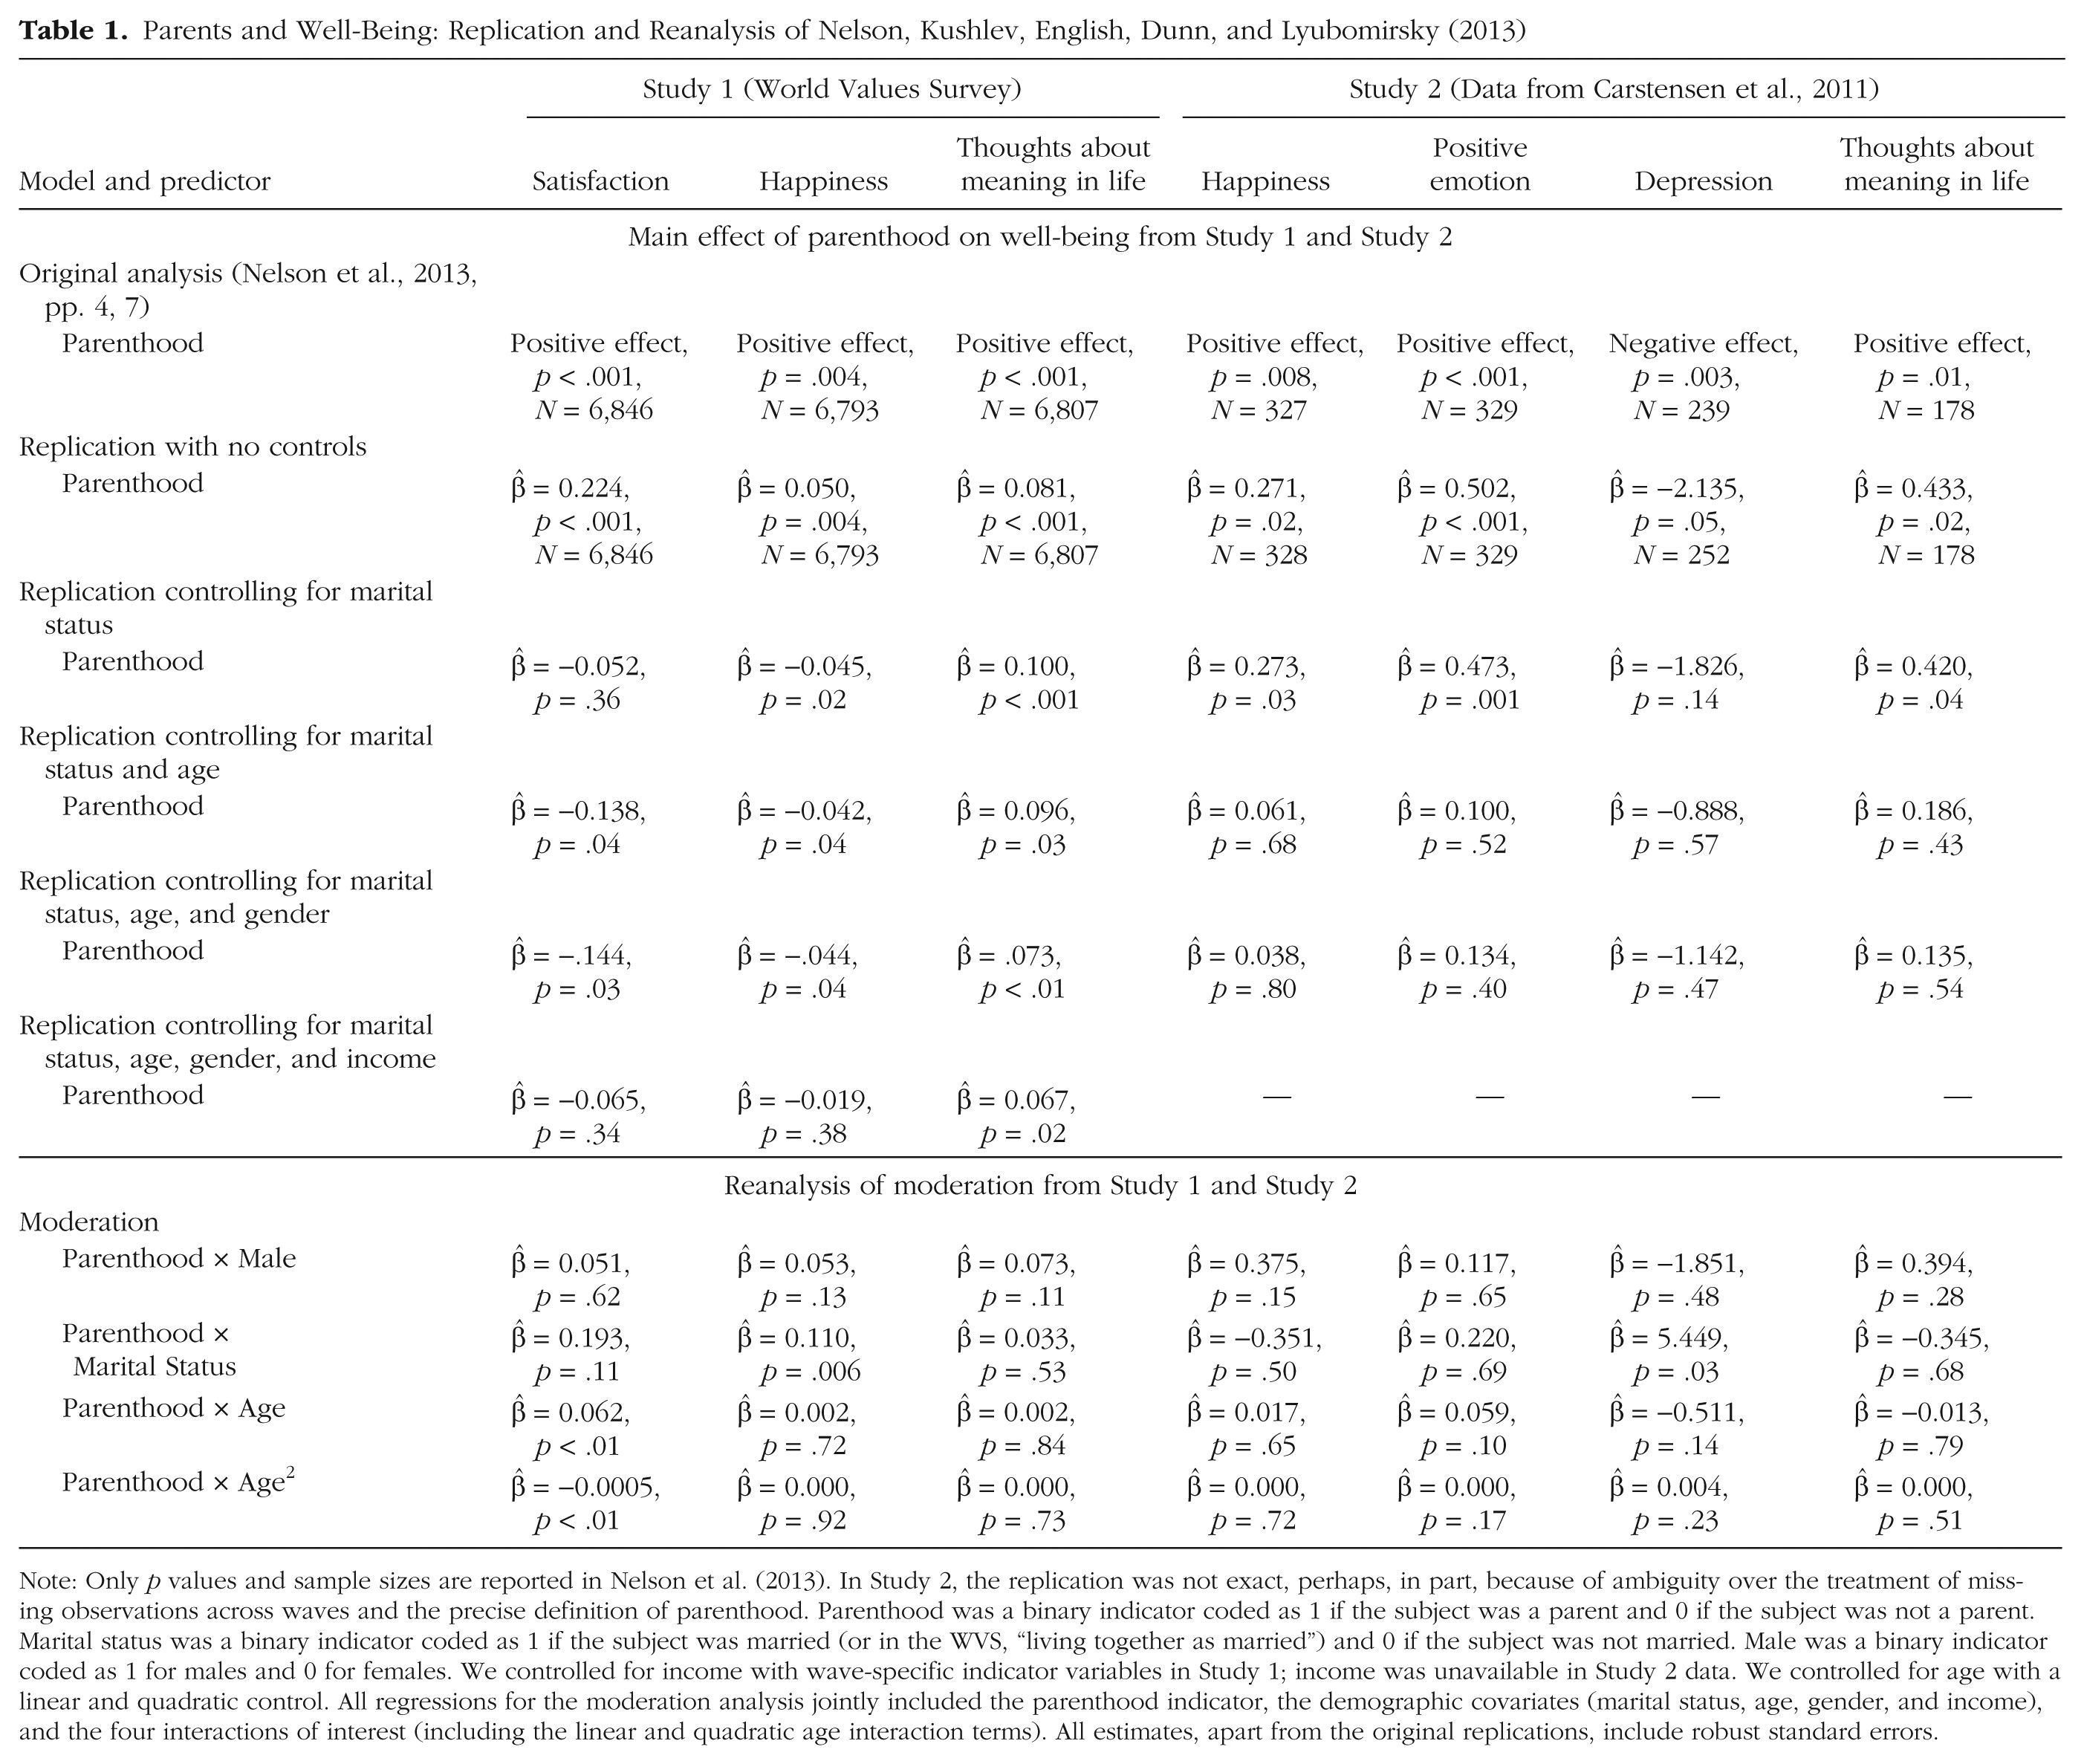 Table 1. Parents and Well-Being: Replication and Reanalysis of Nelson, Kushlev, English, Dunn, and Lyubomirsky (2013)
Study 1 (World Values Survey) Study 2 (Data from Carstensen et al., 2011)
Model and predictor Satisfaction Happiness Thoughts about meaning in life Happiness Positive emotion Depression Thoughts about meaning in life
Main effect of parenthood on well-being from Study 1 and Study 2
Original analysis (Nelson et al., 2013,
pp. 4, 7)
Parenthood Positive effect, Positive effect, Positive effect, Positive effect, Positive effect, Negative effect, Positive effect,
p < .001, p = .004, p < .001, p = .008, p < .001, p = .003, p = .01,
N = 6,846 N = 6,793 N = 6,807 N = 327 N = 329 N = 239 N = 178
Replication with no controls
Parenthood β̂ = 0.224, β̂ = 0.050, β̂ = 0.081, β̂ = 0.271, β̂ = 0.502, β̂ = −2.135, β̂ = 0.433,
p < .001, p = .004, p < .001, p = .02, p < .001, p = .05, p = .02,
N = 6,846 N = 6,793 N = 6,807 N = 328 N = 329 N = 252 N = 178
Replication controlling for marital
status
Parenthood β̂ = −0.052, β̂ = −0.045, β̂ = 0.100, β̂ = 0.273, β̂ = 0.473, β̂ = −1.826, β̂ = 0.420,
p = .36 p = .02 p < .001 p = .03 p = .001 p = .14 p = .04
Replication controlling for marital
status and age
Parenthood β̂ = −0.138, β̂ = −0.042, β̂ = 0.096, β̂ = 0.061, β̂ = 0.100, β̂ = −0.888, β̂ = 0.186,
p = .04 p = .04 p = .03 p = .68 p = .52 p = .57 p = .43
Replication controlling for marital
status, age, and gender
Parenthood β̂ = −.144, β̂ = −.044, β̂ = .073, β̂ = 0.038, β̂ = 0.134, β̂ = −1.142, β̂ = 0.135,
p = .03 p = .04 p < .01 p = .80 p = .40 p = .47 p = .54
Replication controlling for marital
status, age, gender, and income
Parenthood β̂ = −0.065, β̂ = −0.019, β̂ = 0.067, — — — —
p = .34 p = .38 p = .02
Reanalysis of moderation from Study 1 and Study 2
Moderation
Parenthood × Male β̂ = 0.051, β̂ = 0.053, β̂ = 0.073, β̂ = 0.375, β̂ = 0.117, β̂ = −1.851, β̂ = 0.394,
p = .62 p = .13 p = .11 p = .15 p = .65 p = .48 p = .28
Parenthood × β̂ = 0.193, β̂ = 0.110, β̂ = 0.033, β̂ = −0.351, β̂ = 0.220, β̂ = 5.449, β̂ = −0.345,
Marital Status p = .11 p = .006 p = .53 p = .50 p = .69 p = .03 p = .68
Parenthood × Age β̂ = 0.062, β̂ = 0.002, β̂ = 0.002, β̂ = 0.017, β̂ = 0.059, β̂ = −0.511, β̂ = −0.013,
p < .01 p = .72 p = .84 p = .65 p = .10 p = .14 p = .79
Parenthood × Age² β̂ = −0.0005, β̂ = 0.000, β̂ = 0.000, β̂ = 0.000, β̂ = 0.000, β̂ = 0.004, β̂ = 0.000,
p < .01 p = .92 p = .73 p = .72 p = .17 p = .23 p = .51
Note: Only p values and sample sizes are reported in Nelson et al. (2013). In Study 2, the replication was not exact, perhaps, in part, because of ambiguity over the treatment of miss-
ing observations across waves and the precise definition of parenthood. Parenthood was a binary indicator coded as 1 if the subject was a parent and 0 if the subject was not a parent.
Marital status was a binary indicator coded as 1 if the subject was married (or in the WVS, “living together as married”) and 0 if the subject was not married. Male was a binary indicator
coded as 1 for males and 0 for females. We controlled for income with wave-specific indicator variables in Study 1; income was unavailable in Study 2 data. We controlled for age with a
linear and quadratic control. All regressions for the moderation analysis jointly included the parenthood indicator, the demographic covariates (marital status, age, gender, and income),
and the four interactions of interest (including the linear and quadratic age interaction terms). All estimates, apart from the original replications, include robust standard errors.